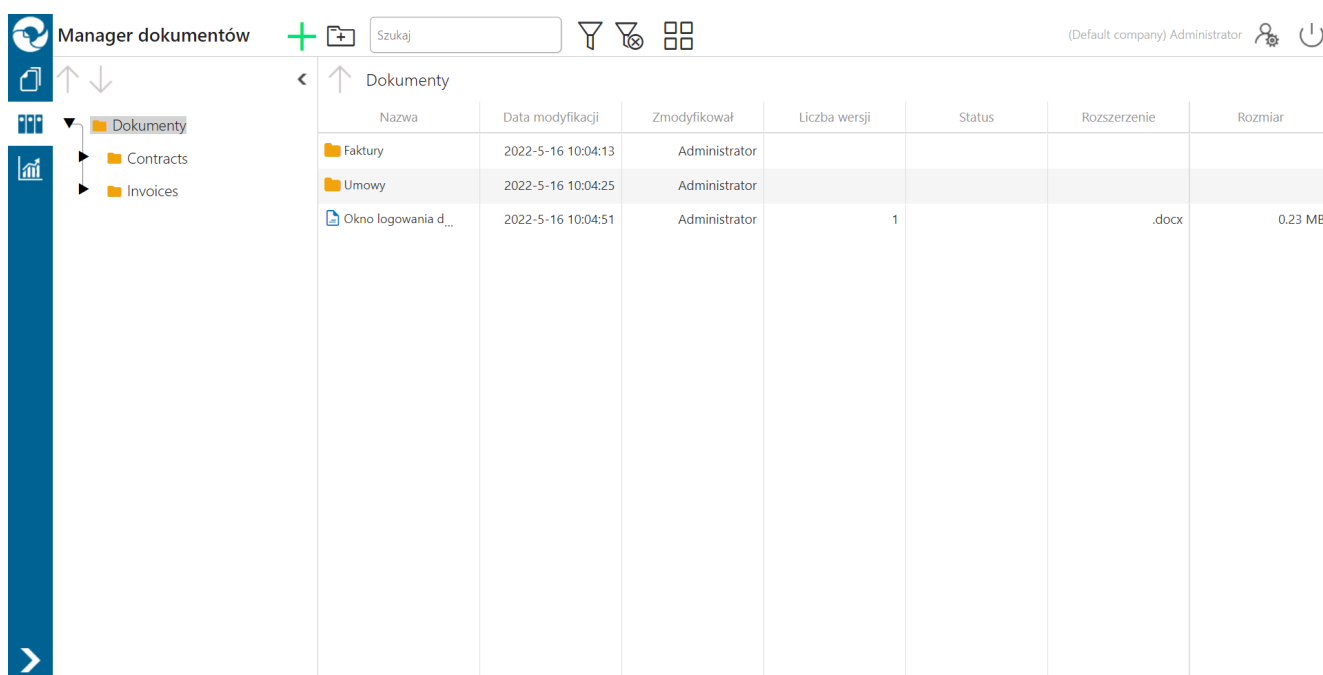 Manager dokumentów
Szukaj
(Default company) Administrator
Dokumenty
Contracts
Invoices
Dokumenty
Nazwa Data modyfikacji Zmodyfikował Liczba wersji Status Rozszerzenie Rozmiar
Faktury 2022-5-16 10:04:13 Administrator
Umowy 2022-5-16 10:04:25 Administrator
Okno logowania d... 2022-5-16 10:04:51 Administrator 1 .docx 0.23 MB